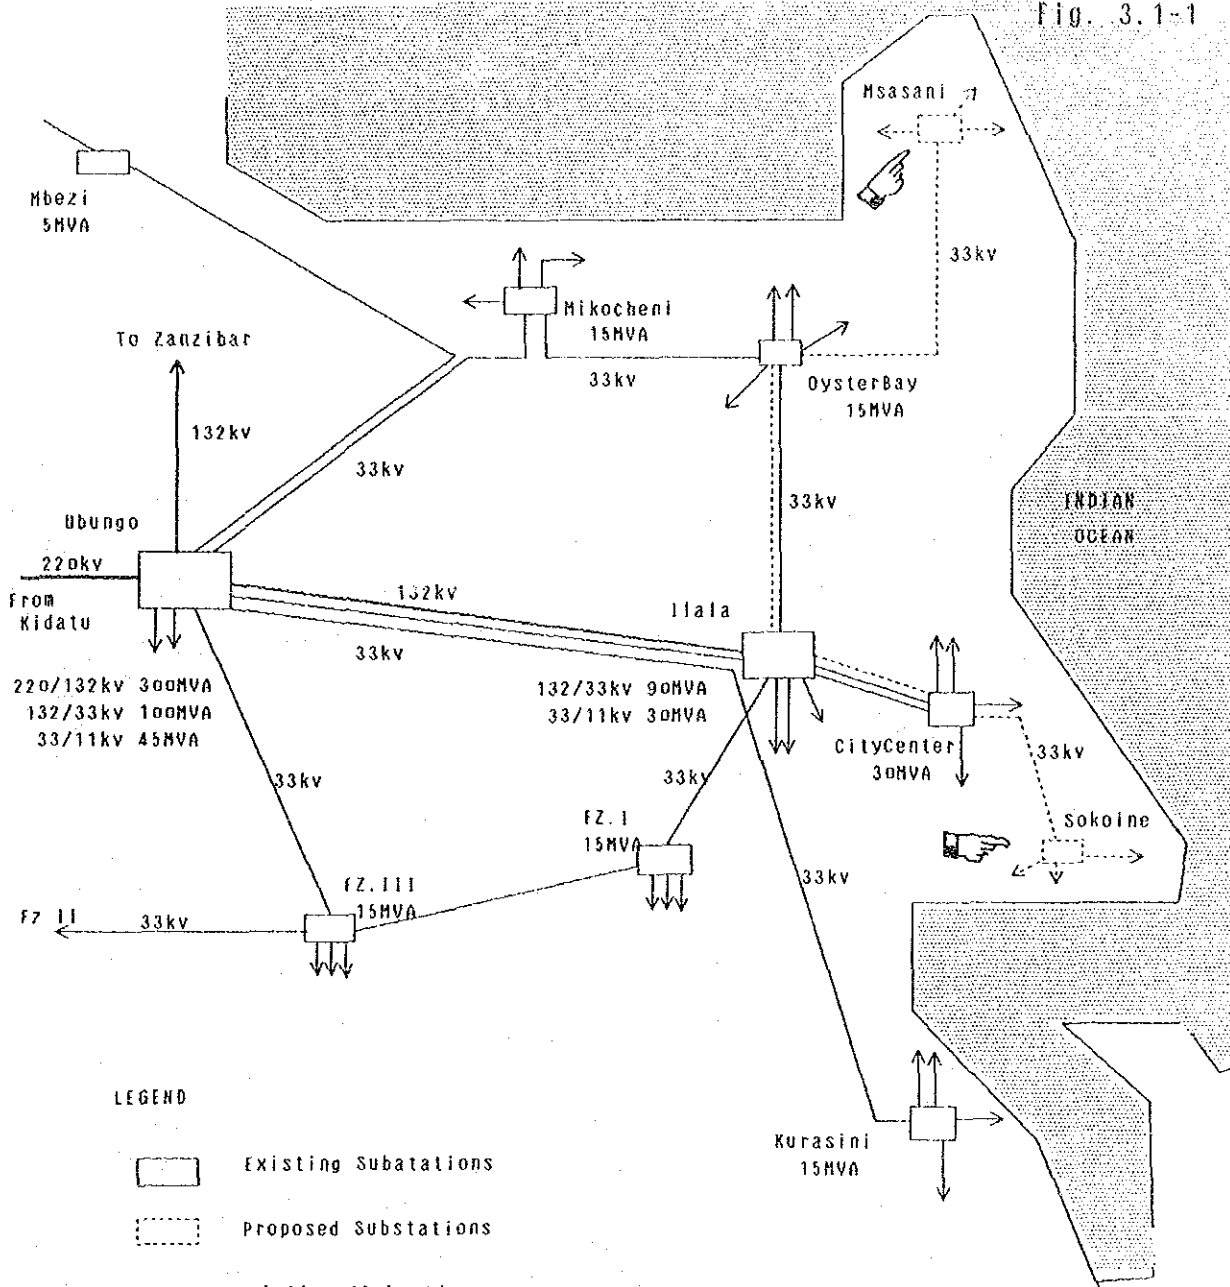 Fig. 3.1-1
Msasani
Mbezi
5MVA
33kv
Mikocheni
15MVA
To Zanzibar
33kv
OysterBay
15MVA
132kv
33kv
33kv
INDIAN
OCEAN
Ubungo
220kv
From
Kidatu
132kv
Ilala
33kv
220/132kv 300MVA
132/33kv 100MVA
33/11kv 45MVA
132/33kv 90MVA
33/11kv 30MVA
CityCenter
30MVA
33kv
33kv
33kv
Sokoine
FZ.I
15MVA
33kv
FZ.III
15MVA
FZ II
33kv
LEGEND
Kurasini
15MVA
Existing Subatations
Proposed Substations